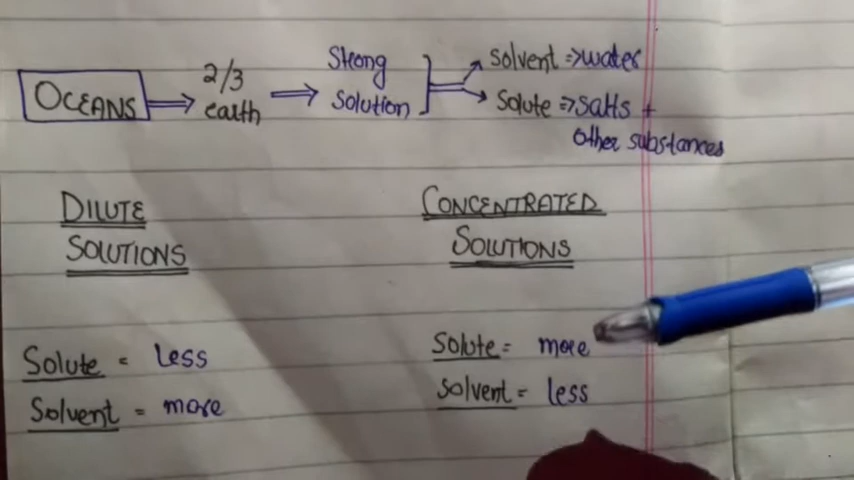 OCEANS ⇒ 2/3 earth ⇒ Strong Solution
Solvent ⇒ water
Solute ⇒ Salts +
Other substances
DILUTE
SOLUTIONS
Solute = Less
Solvent = more
CONCENTRATED
SOLUTIONS
Solute = more
Solvent = less